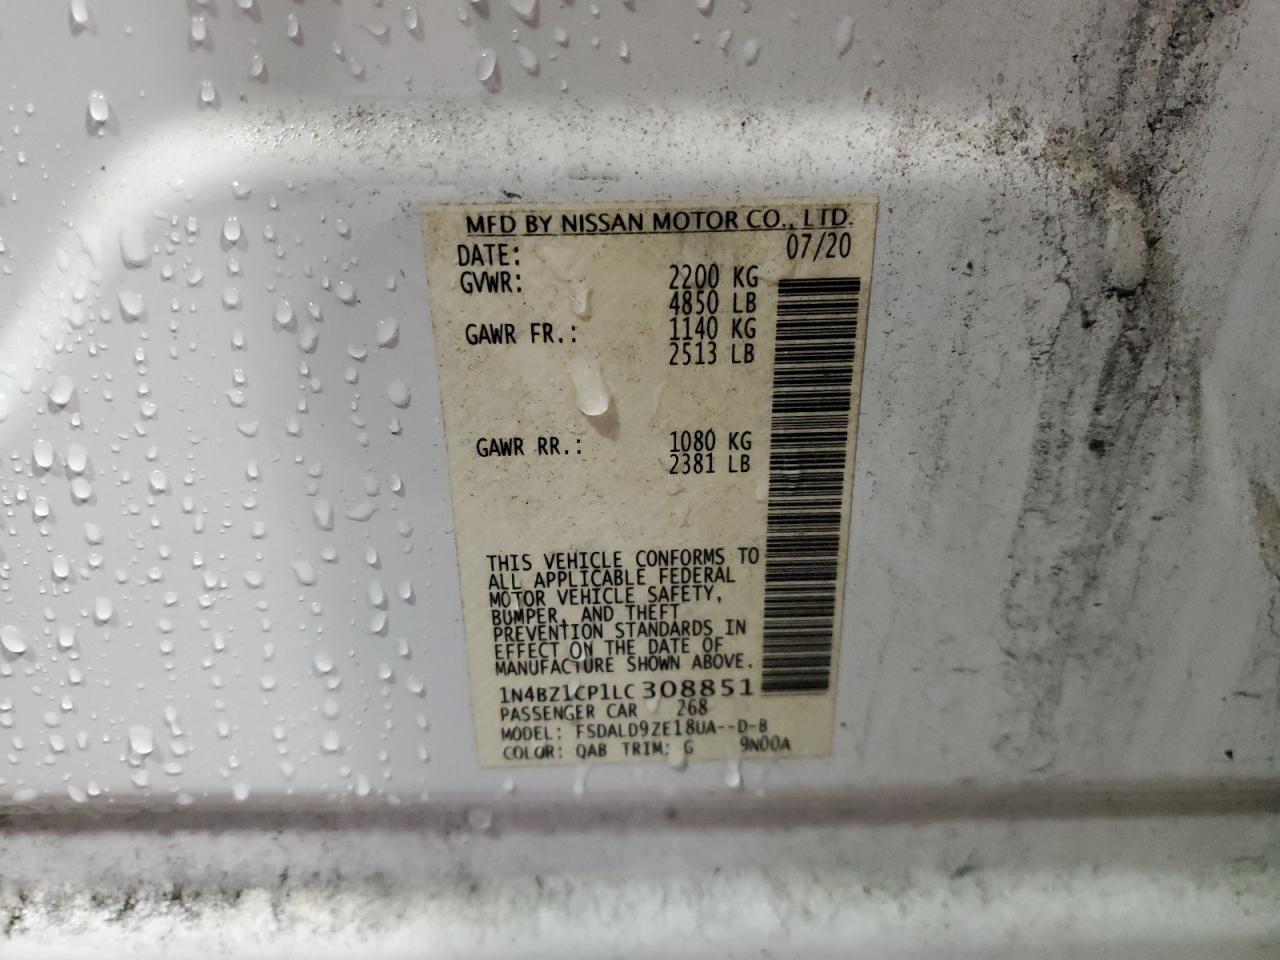 MFD BY NISSAN MOTOR CO., LTD.
DATE: 07/20
GVWR: 2200 KG
4850 LB
GAWR FR.: 1140 KG
2513 LB
GAWR RR.: 1080 KG
2381 LB
THIS VEHICLE CONFORMS TO
ALL APPLICABLE FEDERAL
MOTOR VEHICLE SAFETY,
BUMPER, AND THEFT
PREVENTION STANDARDS IN
EFFECT ON THE DATE OF
MANUFACTURE SHOWN ABOVE.
1N4BZ1CP1LC308851
PASSENGER CAR 268
MODEL: FSDALD9ZE18UA--D-B
COLOR: QAB TRIM: G 9N00A